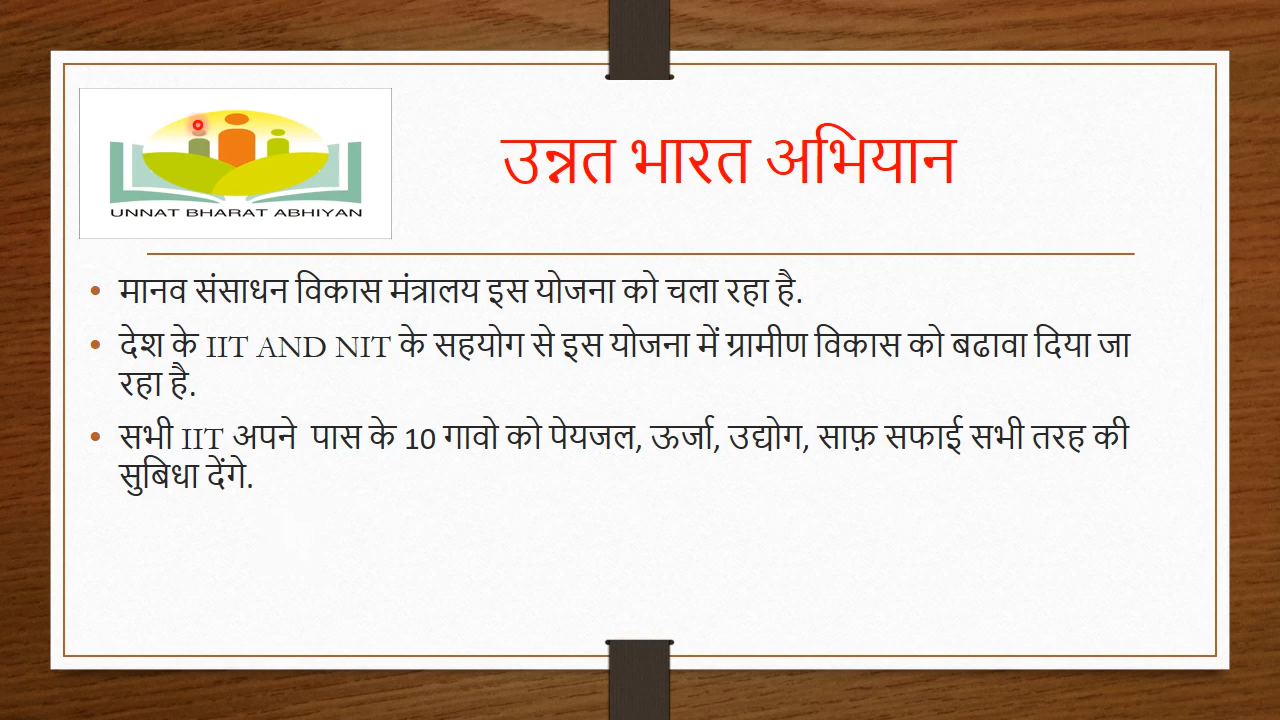 UNNAT BHARAT ABHIYAN
उन्नत भारत अभियान
• मानव संसाधन विकास मंत्रालय इस योजना को चला रहा है.
• देश के IIT AND NIT के सहयोग से इस योजना में ग्रामीण विकास को बढावा दिया जा
रहा है.
• सभी IIT अपने पास के 10 गावो को पेयजल, ऊर्जा, उद्योग, साफ़ सफाई सभी तरह की
सुबिधा देंगे.